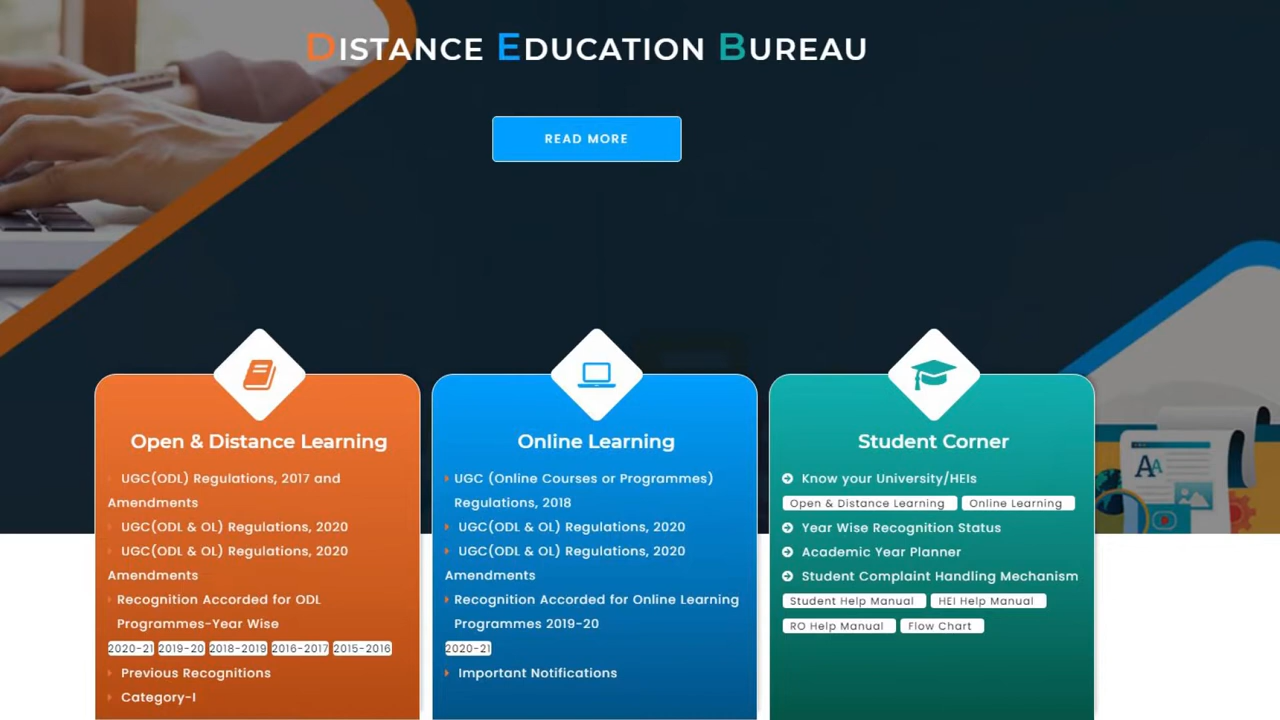 DISTANCE EDUCATION BUREAU
READ MORE
Open & Distance Learning
UGC(ODL) Regulations, 2017 and
Amendments
UGC(ODL & OL) Regulations, 2020
UGC(ODL & OL) Regulations, 2020
Amendments
Recognition Accorded for ODL
Programmes-Year Wise
2020-21 2019-20 2018-2019 2016-2017 2015-2016
Previous Recognitions
Category-I
Online Learning
UGC (Online Courses or Programmes)
Regulations, 2018
UGC(ODL & OL) Regulations, 2020
UGC(ODL & OL) Regulations, 2020
Amendments
Recognition Accorded for Online Learning
Programmes 2019-20
2020-21
Important Notifications
Student Corner
Know your University/HEIs
Open & Distance Learning Online Learning
Year Wise Recognition Status
Academic Year Planner
Student Complaint Handling Mechanism
Student Help Manual HEI Help Manual
RO Help Manual Flow Chart
AA